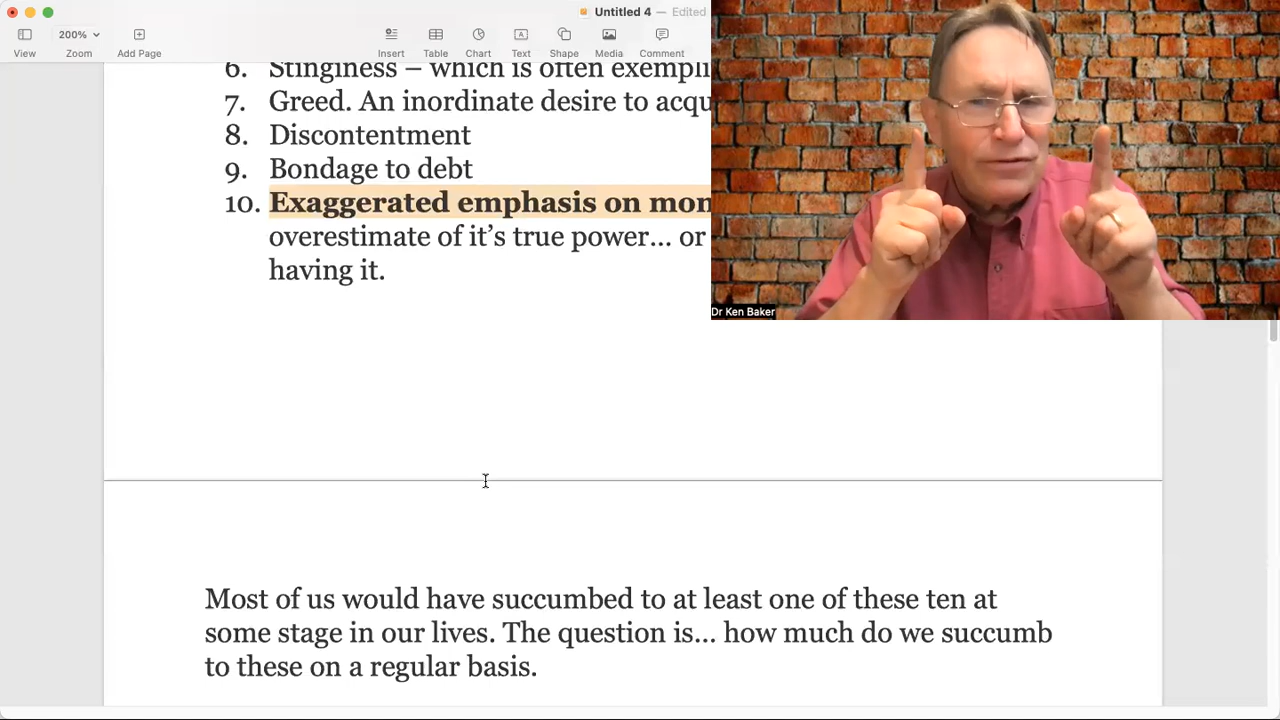 Untitled 4 — Edited
200%
View Zoom Add Page Insert Table Chart Text Shape Media Comment
6. Stinginess – which is often exempli
7. Greed. An inordinate desire to acqu
8. Discontentment
9. Bondage to debt
10. Exaggerated emphasis on mon
overestimate of it’s true power… or
having it.
Dr Ken Baker
Most of us would have succumbed to at least one of these ten at
some stage in our lives. The question is… how much do we succumb
to these on a regular basis.